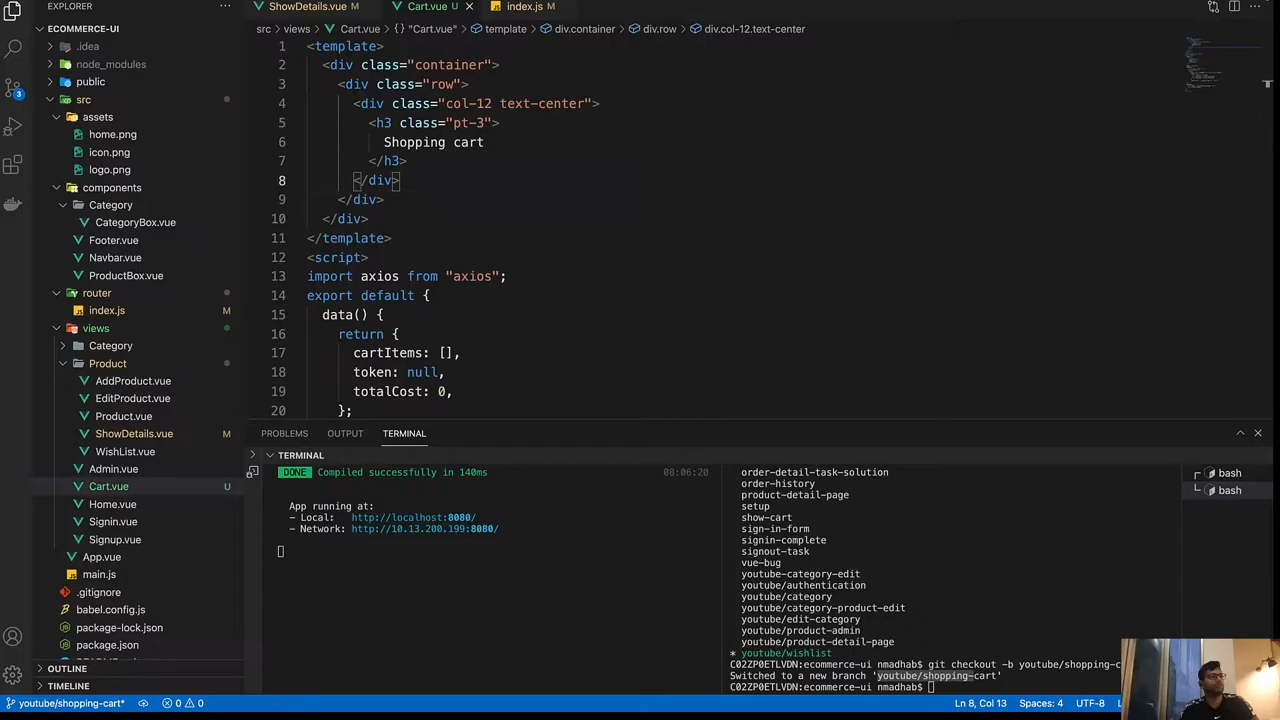 EXPLORER
ECOMMERCE-UI
.idea
node_modules
public
src
assets
home.png
icon.png
logo.png
components
Category
CategoryBox.vue
Footer.vue
Navbar.vue
ProductBox.vue
router
index.js M
views
Category
Product
AddProduct.vue
EditProduct.vue
Product.vue
ShowDetails.vue M
WishList.vue
Admin.vue
Cart.vue U
Home.vue
Signin.vue
Signup.vue
App.vue
main.js
.gitignore
babel.config.js
package-lock.json
package.json
OUTLINE
TIMELINE
3
ShowDetails.vue M
Cart.vue U
index.js M
src > views > Cart.vue > {} "Cart.vue" > template > div.container > div.row > div.col-12.text-center
1 <template>
2 <div class="container">
3 <div class="row">
4 <div class="col-12 text-center">
5 <h3 class="pt-3">
6 Shopping cart
7 </h3>
8 </div>
9 </div>
10 </div>
11 </template>
12 <script>
13 import axios from "axios";
14 export default {
15 data() {
16 return {
17 cartItems: [],
18 token: null,
19 totalCost: 0,
20 };
PROBLEMS OUTPUT TERMINAL
TERMINAL
DONE Compiled successfully in 140ms 08:06:20
App running at:
- Local: http://localhost:8080/
- Network: http://10.13.200.199:8080/
order-detail-task-solution
order-history
product-detail-page
setup
show-cart
sign-in-form
signin-complete
signout-task
vue-bug
youtube-category-edit
youtube/authentication
youtube/category
youtube/category-product-edit
youtube/edit-category
youtube/product-admin
youtube/product-detail-page
* youtube/wishlist
C02ZP0ETLVDN:ecommerce-ui nmadhab$ git checkout -b youtube/shopping-c
Switched to a new branch 'youtube/shopping-cart'
C02ZP0ETLVDN:ecommerce-ui nmadhab$
bash
bash
youtube/shopping-cart* 0 0 Ln 8, Col 13 Spaces: 4 UTF-8